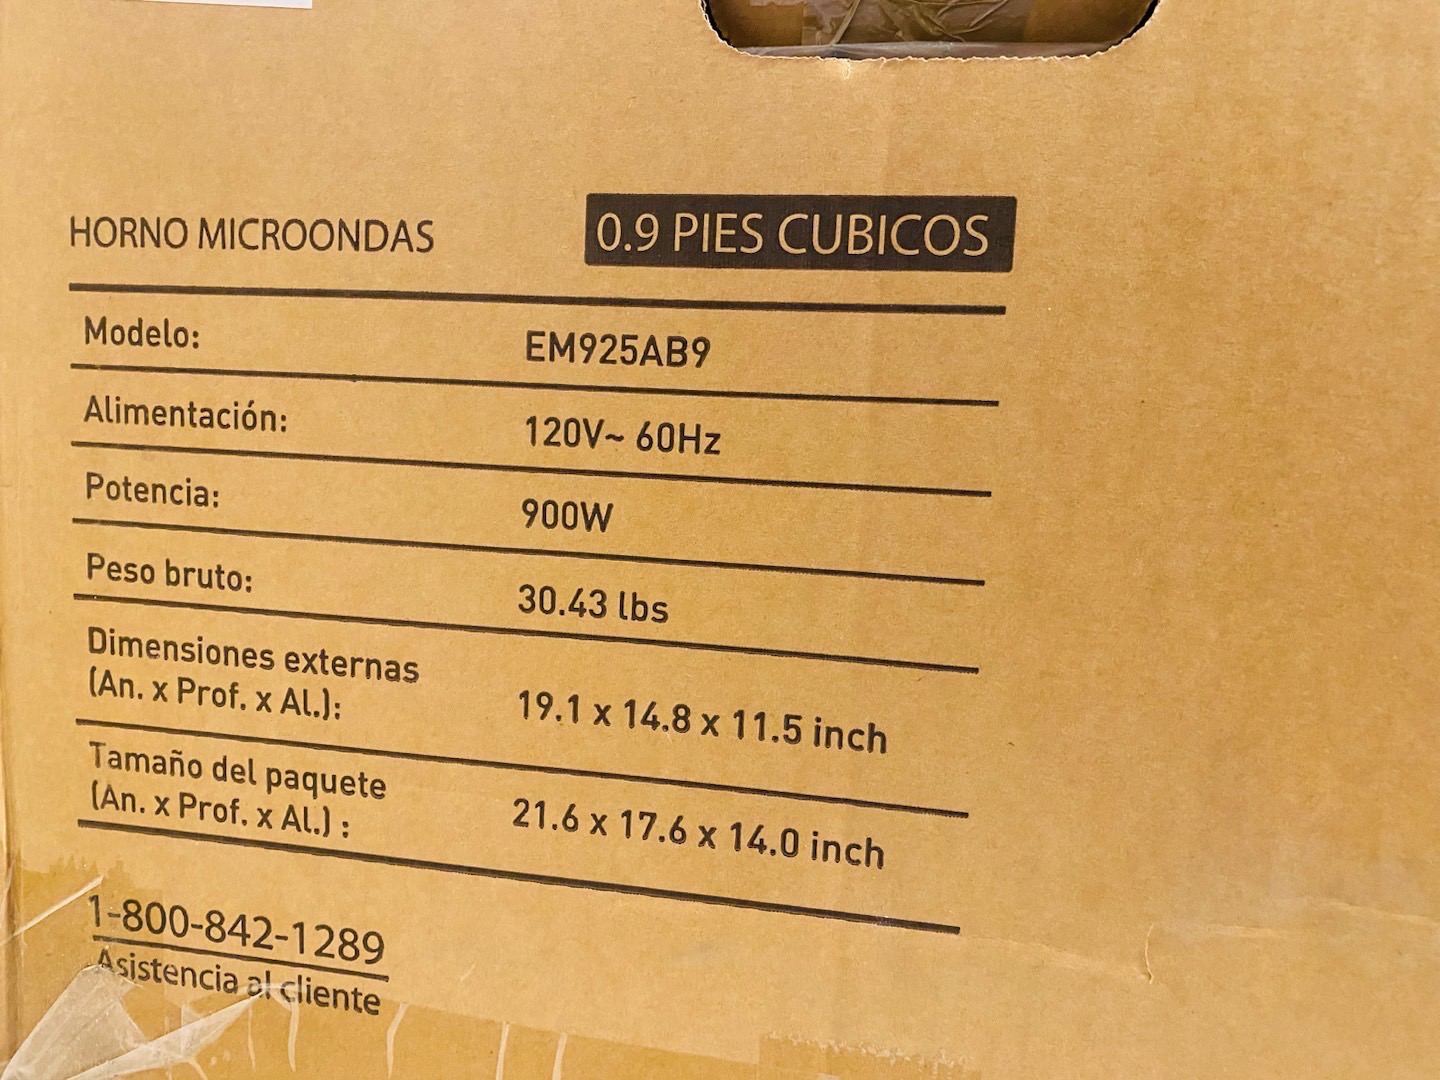 HORNO MICROONDAS 0.9 PIES CUBICOS
Modelo: EM925AB9
Alimentación: 120V~ 60Hz
Potencia: 900W
Peso bruto: 30.43 lbs
Dimensiones externas
(An. x Prof. x Al.): 19.1 x 14.8 x 11.5 inch
Tamaño del paquete
(An. x Prof. x Al.) : 21.6 x 17.6 x 14.0 inch
1-800-842-1289
Asistencia al cliente